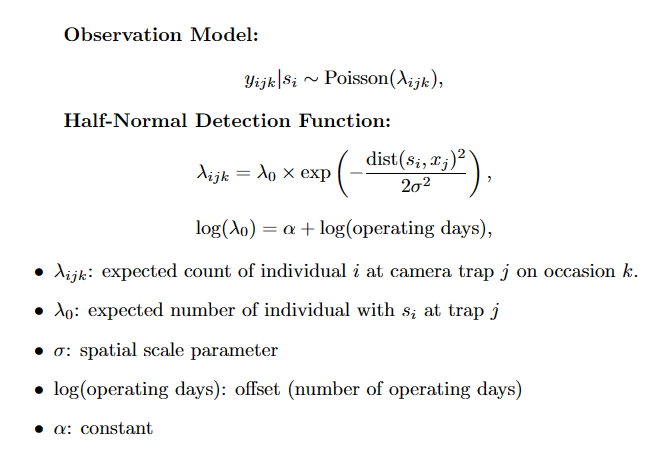 Observation Model:
y_{ijk}|s_i ∼ Poisson(λ_{ijk}),
Half-Normal Detection Function:
λ_{ijk} = λ_0 × exp(−dist(s_i, x_j)^2 / 2σ^2),
log(λ_0) = α + log(operating days),
• λ_{ijk}: expected count of individual i at camera trap j on occasion k.
• λ_0: expected number of individual with s_i at trap j
• σ: spatial scale parameter
• log(operating days): offset (number of operating days)
• α: constant